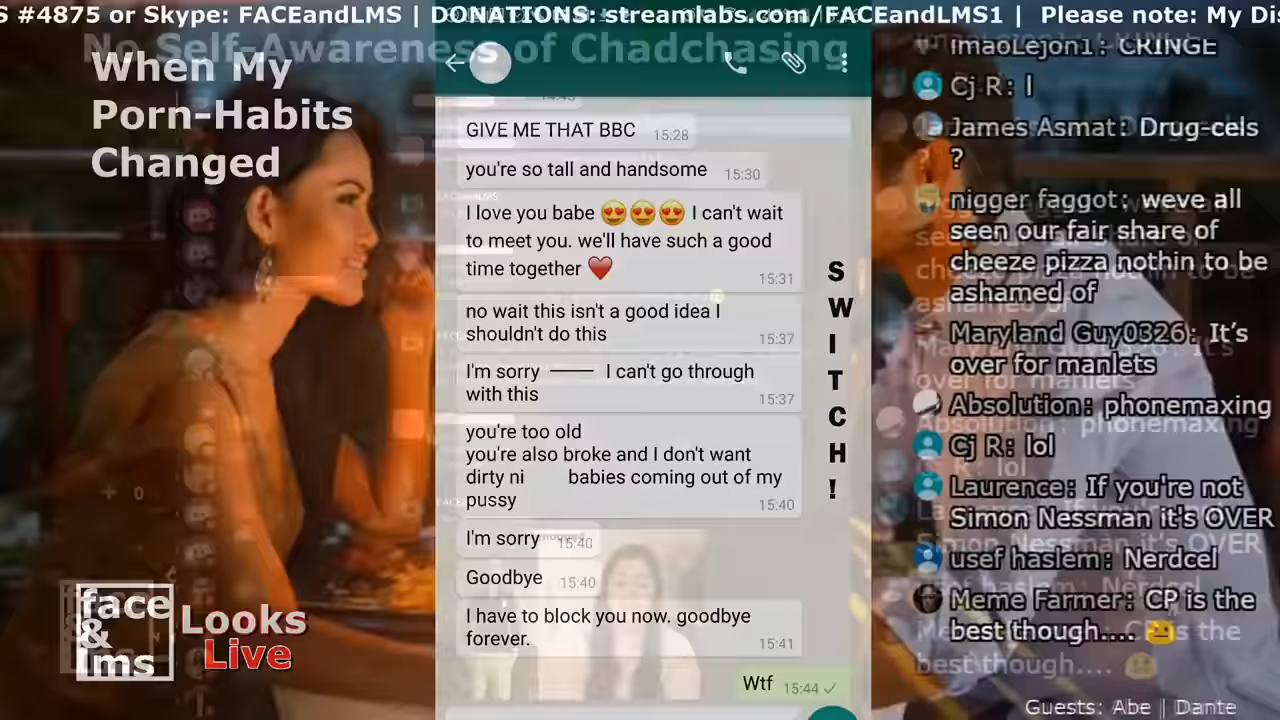 S #4875 or Skype: FACEandLMS | DONATIONS: streamlabs.com/FACEandLMS1 | Please note: My Dis
No Self-Awareness of Chadchasing
When My
Porn-Habits
Changed
14:45
GIVE ME THAT BBC 15:28
you're so tall and handsome 15:30
I love you babe 😍😍😍 I can't wait
to meet you. we'll have such a good
time together ❤️ 15:31
no wait this isn't a good idea I
shouldn't do this 15:37
I'm sorry —— I can't go through
with this 15:37
you're too old
you're also broke and I don't want
dirty ni babies coming out of my
pussy 15:40
I'm sorry 15:40
Goodbye 15:40
I have to block you now. goodbye
forever. 15:41
Wtf 15:44
S
W
I
T
C
H
!
lmaoLejon1: CRINGE
Cj R: l
James Asmat: Drug-cels
?
nigger faggot: weve all
seen our fair share of
cheeze pizza nothin to be
ashamed of
Maryland Guy0326: It's
over for manlets
Absolution: phonemaxing
Cj R: lol
Laurence: If you're not
Simon Nessman it's OVER
usef haslem: Nerdcel
Meme Farmer: CP is the
best though....
Guests: Abe | Dante
face
&
lms
Looks
Live